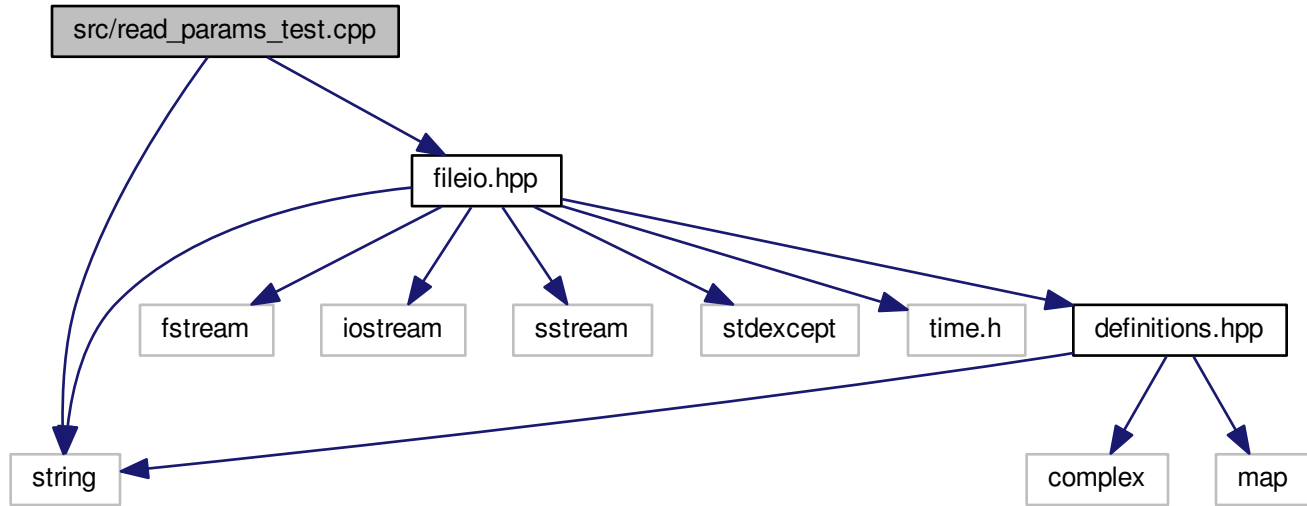 src/read_params_test.cpp
fileio.hpp
fstream
iostream
sstream
stdexcept
time.h
definitions.hpp
string
complex
map